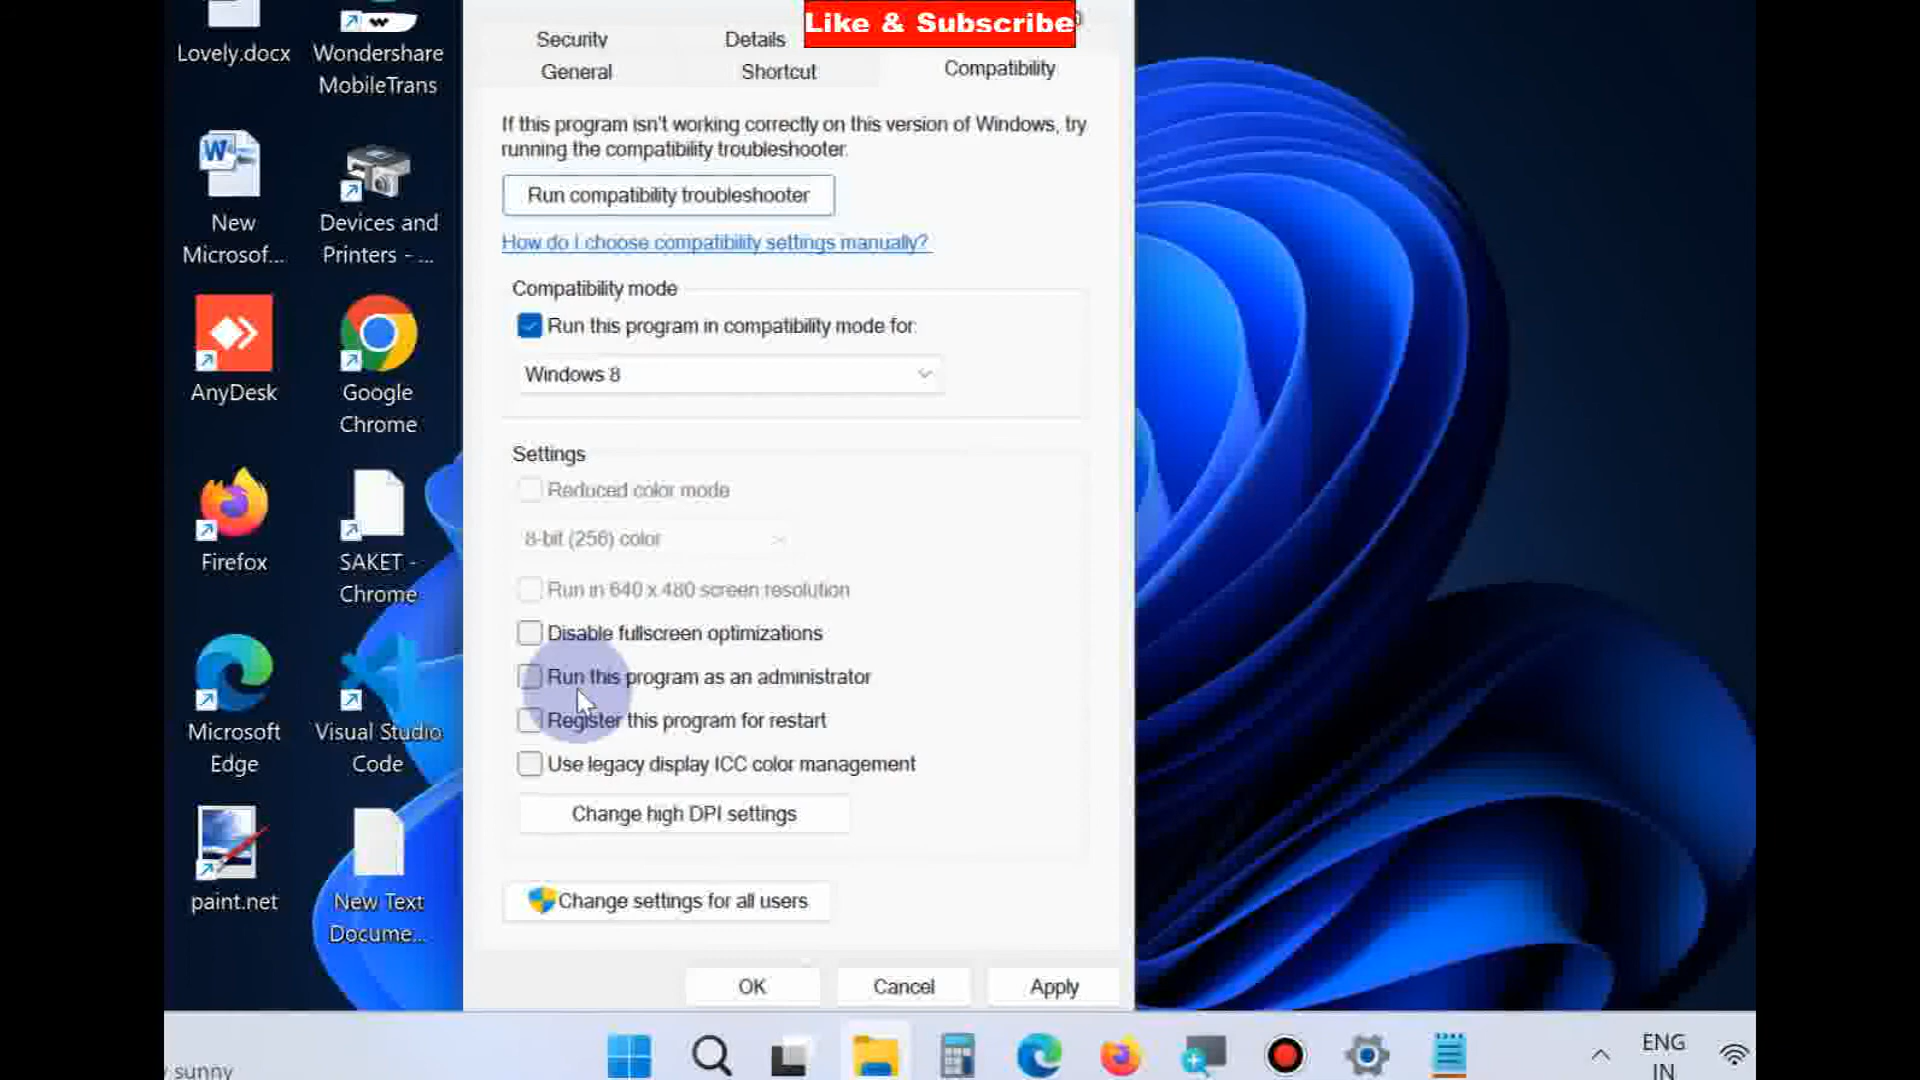 Like & Subscribe
Lovely.docx
Wondershare
MobileTrans
New
Microsof...
Devices and
Printers - ...
AnyDesk
Google
Chrome
Firefox
SAKET -
Chrome
Microsoft
Edge
Visual Studio
Code
paint.net
New Text
Docume...
Security
Details
General
Shortcut
Compatibility
If this program isn't working correctly on this version of Windows, try
running the compatibility troubleshooter.
Run compatibility troubleshooter
How do I choose compatibility settings manually?
Compatibility mode
Run this program in compatibility mode for:
Windows 8
Settings
Reduced color mode
8-bit (256) color
Run in 640 x 480 screen resolution
Disable fullscreen optimizations
Run this program as an administrator
Register this program for restart
Use legacy display ICC color management
Change high DPI settings
Change settings for all users
OK
Cancel
Apply
sunny
ENG
IN